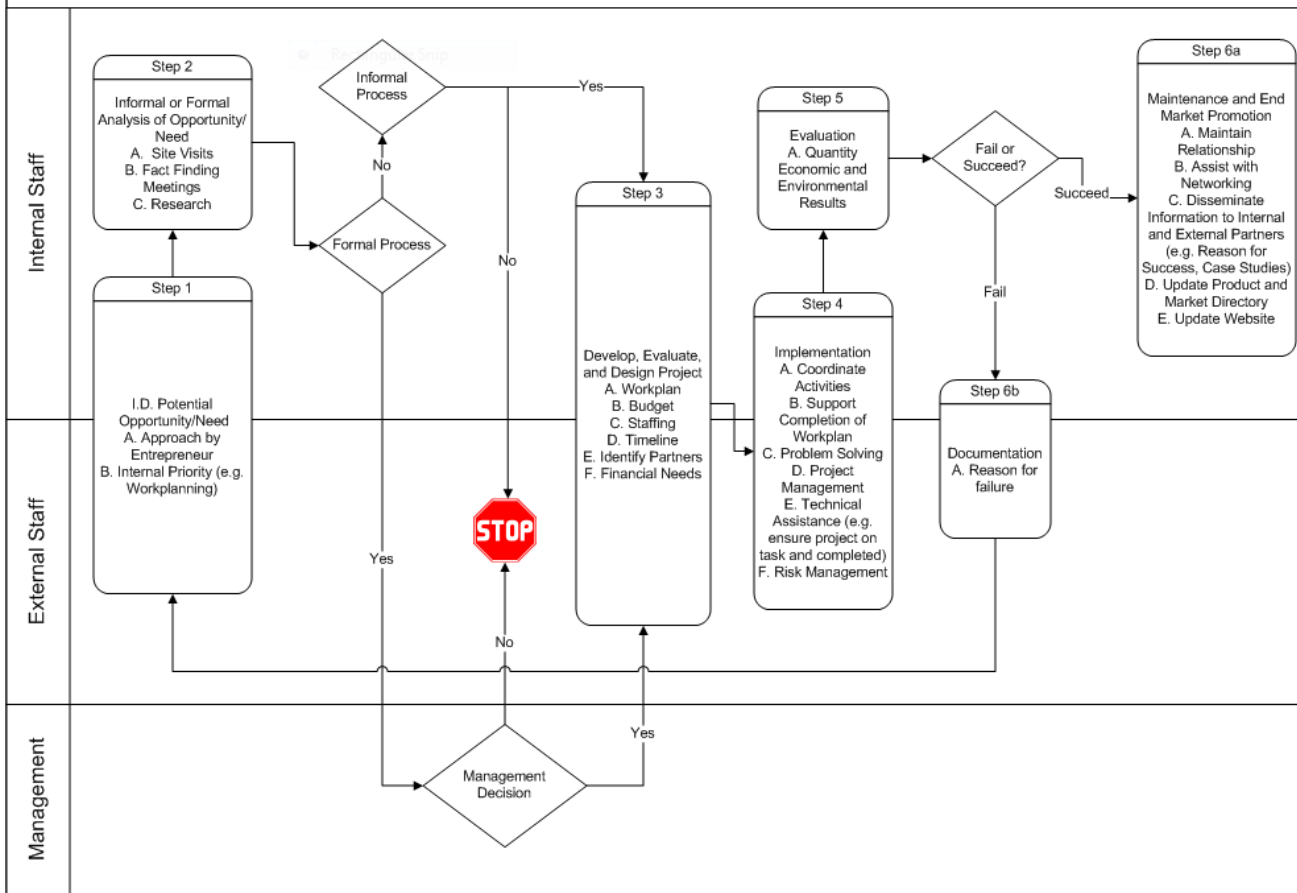 Internal Staff
External Staff
Management
Step 2
Informal or Formal
Analysis of Opportunity/
Need
A. Site Visits
B. Fact Finding
Meetings
C. Research
Step 1
I.D. Potential
Opportunity/Need
A. Approach by
Entrepreneur
B. Internal Priority (e.g.
Workplanning)
Rectangular Snip
Informal
Process
Yes
No
Formal Process
No
Yes
STOP
No
Management
Decision
Yes
Step 3
Develop, Evaluate,
and Design Project
A. Workplan
B. Budget
C. Staffing
D. Timeline
E. Identify Partners
F. Financial Needs
Step 5
Evaluation
A. Quantity
Economic and
Environmental
Results
Step 4
Implementation
A. Coordinate
Activities
B. Support
Completion of
Workplan
C. Problem Solving
D. Project
Management
E. Technical
Assistance (e.g.
ensure project on
task and completed)
F. Risk Management
Fail or
Succeed?
Succeed
Fail
Step 6b
Documentation
A. Reason for
failure
Step 6a
Maintenance and End
Market Promotion
A. Maintain
Relationship
B. Assist with
Networking
C. Disseminate
Information to Internal
and External Partners
(e.g. Reason for
Success, Case Studies)
D. Update Product and
Market Directory
E. Update Website